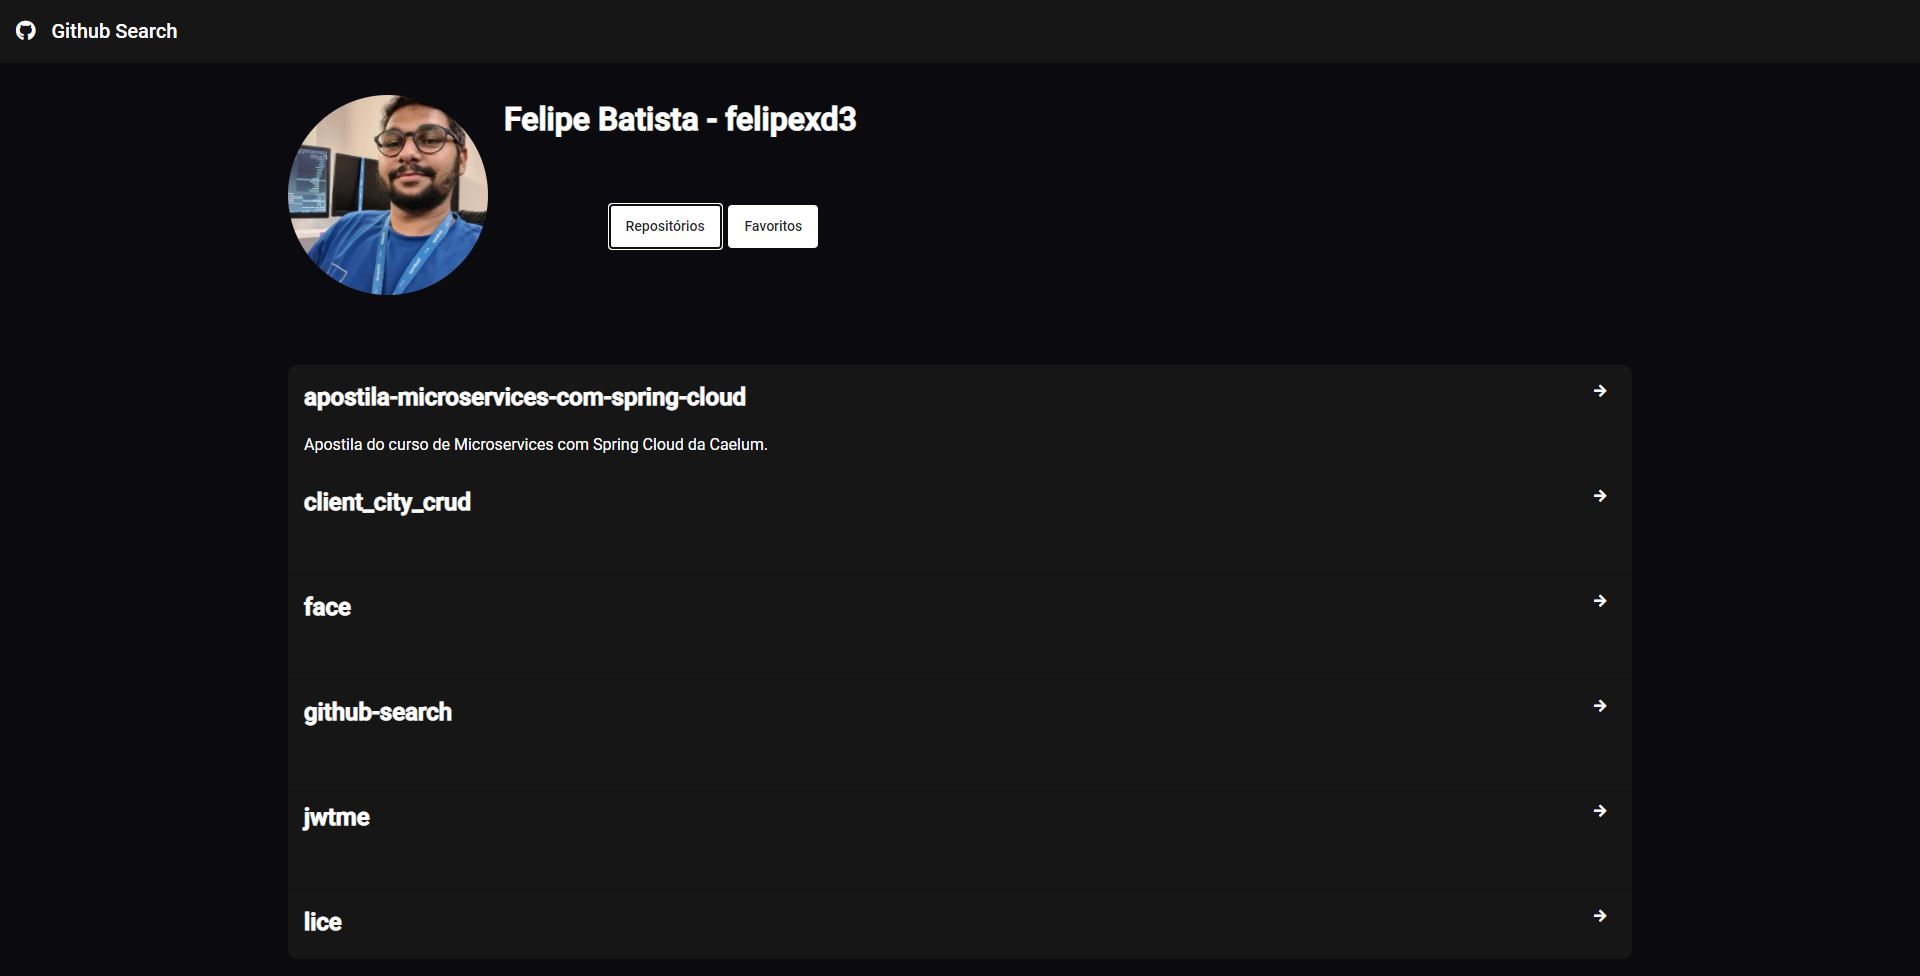 Github Search
Felipe Batista - felipexd3
Repositórios
Favoritos
apostila-microservices-com-spring-cloud
Apostila do curso de Microservices com Spring Cloud da Caelum.
client_city_crud
face
github-search
jwtme
lice